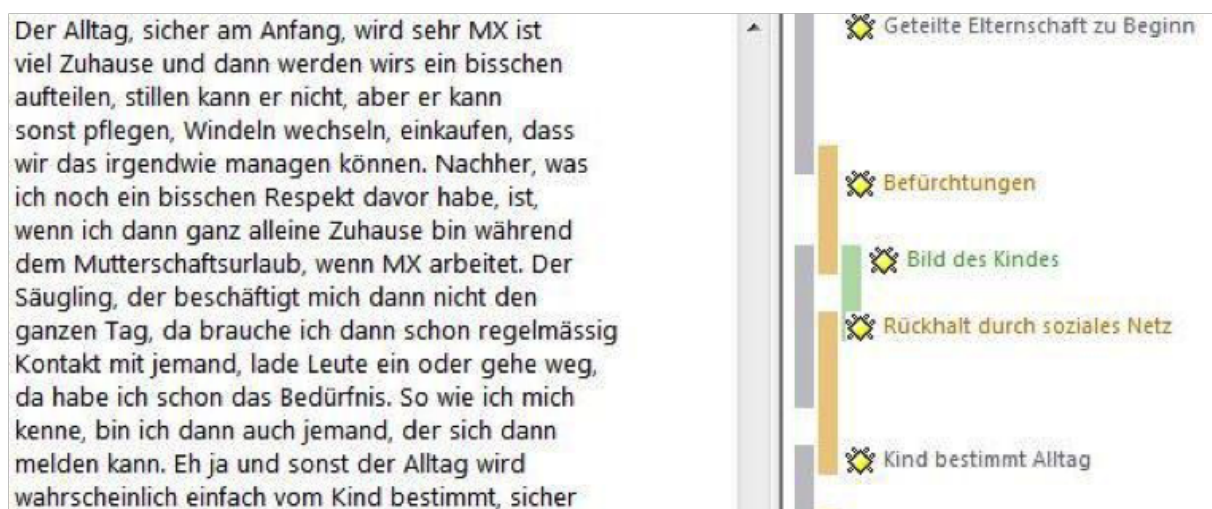 Der Alltag, sicher am Anfang, wird sehr MX ist
viel Zuhause und dann werden wirs ein bisschen
aufteilen, stillen kann er nicht, aber er kann
sonst pflegen, Windeln wechseln, einkaufen, dass
wir das irgendwie managen können. Nachher, was
ich noch ein bisschen Respekt davor habe, ist,
wenn ich dann ganz alleine Zuhause bin während
dem Mutterschaftsurlaub, wenn MX arbeitet. Der
Säugling, der beschäftigt mich dann nicht den
ganzen Tag, da brauche ich dann schon regelmässig
Kontakt mit jemand, lade Leute ein oder gehe weg,
da habe ich schon das Bedürfnis. So wie ich mich
kenne, bin ich dann auch jemand, der sich dann
melden kann. Eh ja und sonst der Alltag wird
wahrscheinlich einfach vom Kind bestimmt, sicher
Geteilte Elternschaft zu Beginn
Befürchtungen
Bild des Kindes
Rückhalt durch soziales Netz
Kind bestimmt Alltag